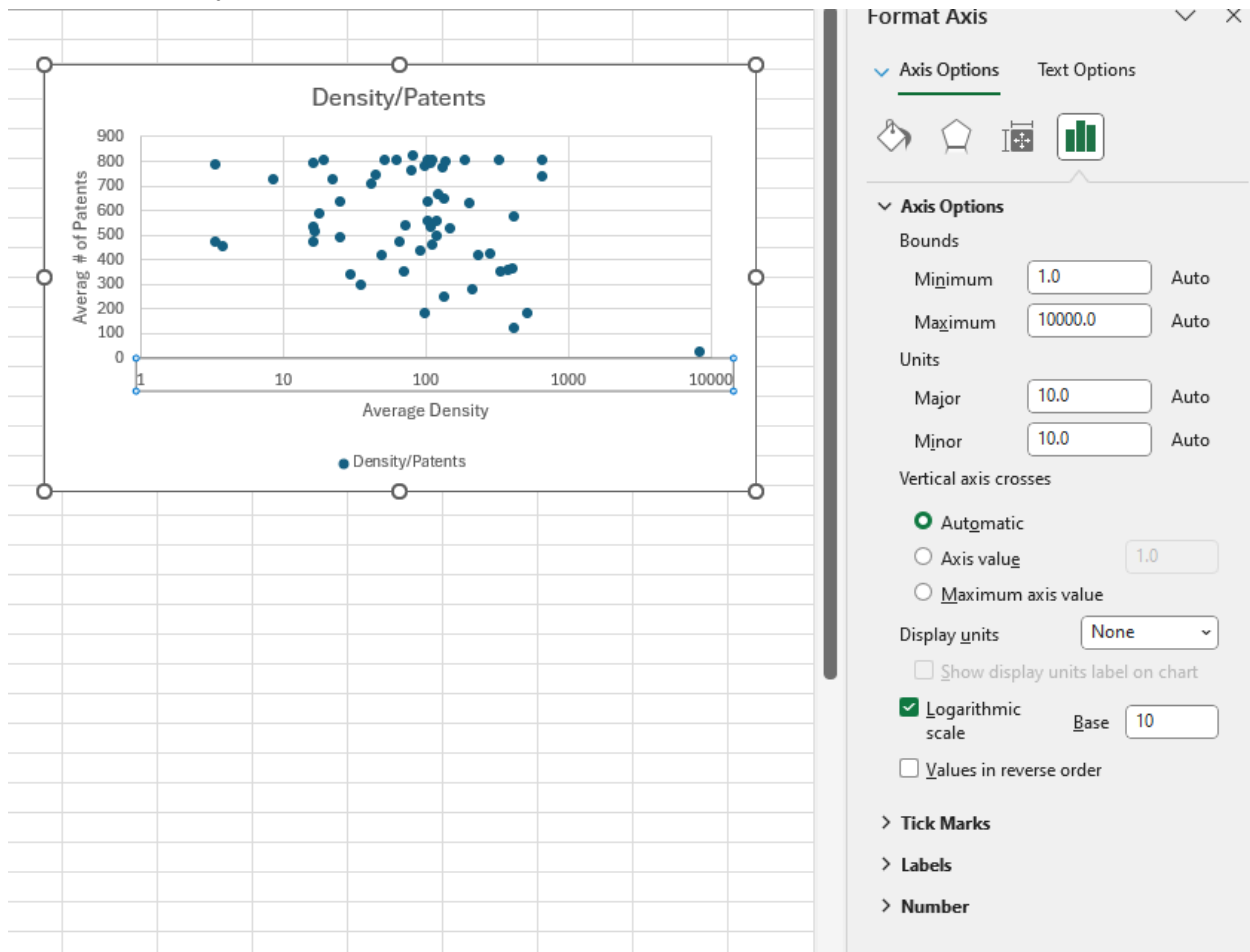 Density/Patents
900
800
700
600
500
400
300
200
100
0
Averag # of Patents
1 10 100 1000 10000
Average Density
Density/Patents
Format Axis
Axis Options Text Options
Axis Options
Bounds
Minimum 1.0 Auto
Maximum 10000.0 Auto
Units
Major 10.0 Auto
Minor 10.0 Auto
Vertical axis crosses
Automatic
Axis value 1.0
Maximum axis value
Display units None
Show display units label on chart
Logarithmic
scale Base 10
Values in reverse order
Tick Marks
Labels
Number